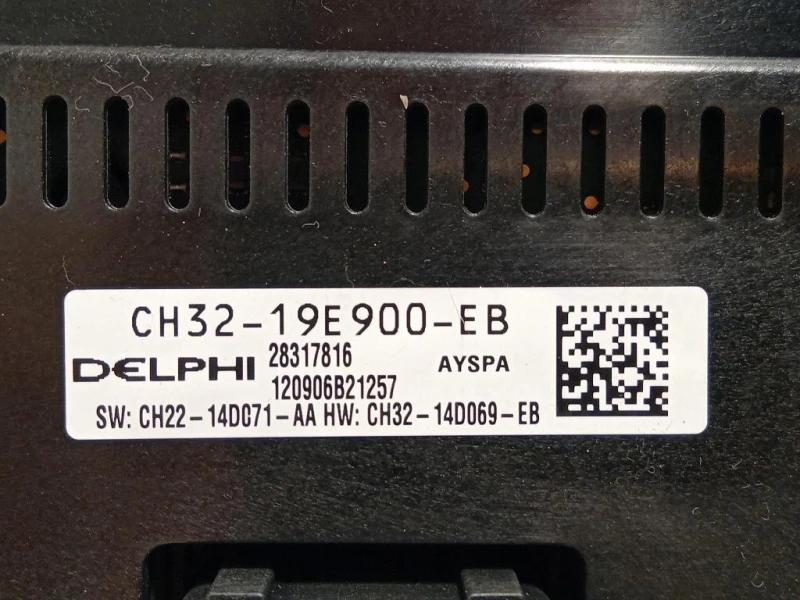 CH32-19E900-EB
DELPHI 28317816 AYSPA
120906B21257
SW: CH22-14D071-AA HW: CH32-14D069-EB